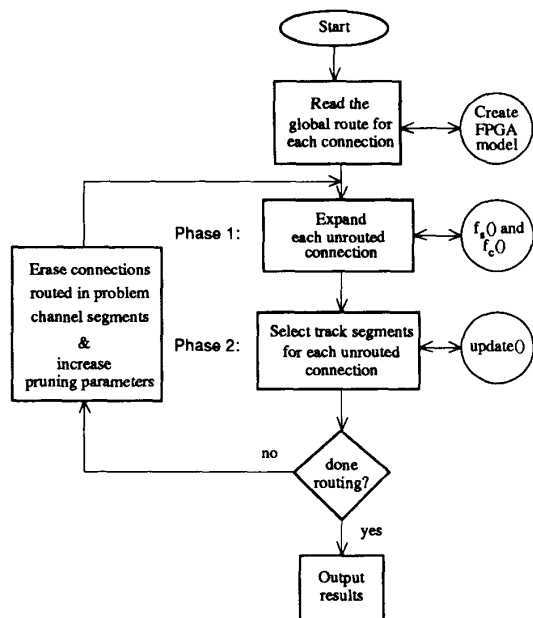 Start
Read the
global route for
each connection
Create
FPGA
model
Phase 1:
Expand
each unrouted
connection
f_s() and
f_c()
Erase connections
routed in problem
channel segments
&
increase
pruning parameters
Phase 2:
Select track segments
for each unrouted
connection
update()
no
done
routing?
yes
Output
results